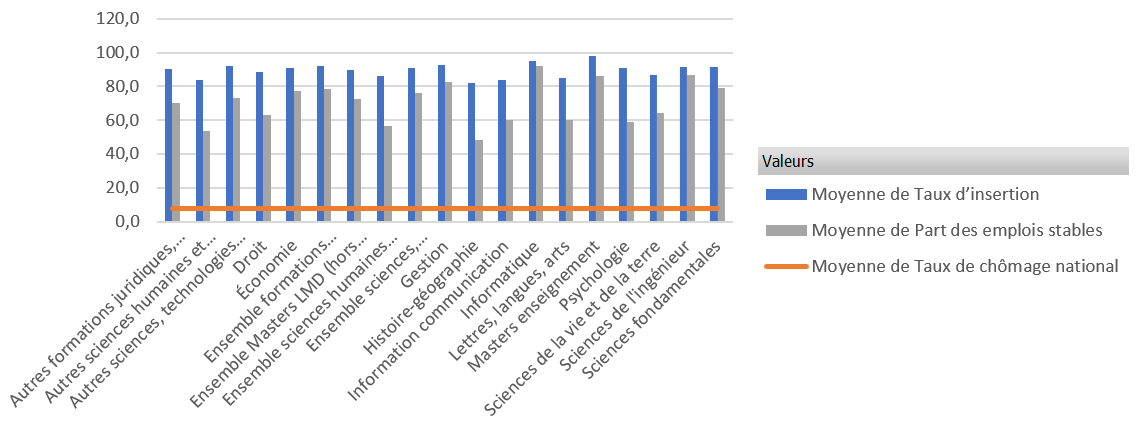 120,0
100,0
80,0
60,0
40,0
20,0
0,0
Autres formations juridiques,...
Autres sciences humaines et...
Autres sciences, technologies...
Droit
Économie
Ensemble formations...
Ensemble Masters LMD (hors...
Ensemble sciences humaines...
Ensemble sciences,...
Gestion
Histoire-géographie
Information communication
Informatique
Lettres, langues, arts
Masters enseignement
Psychologie
Sciences de la vie et de la terre
Sciences de l'ingénieur
Sciences fondamentales
Valeurs
Moyenne de Taux d’insertion
Moyenne de Part des emplois stables
Moyenne de Taux de chômage national